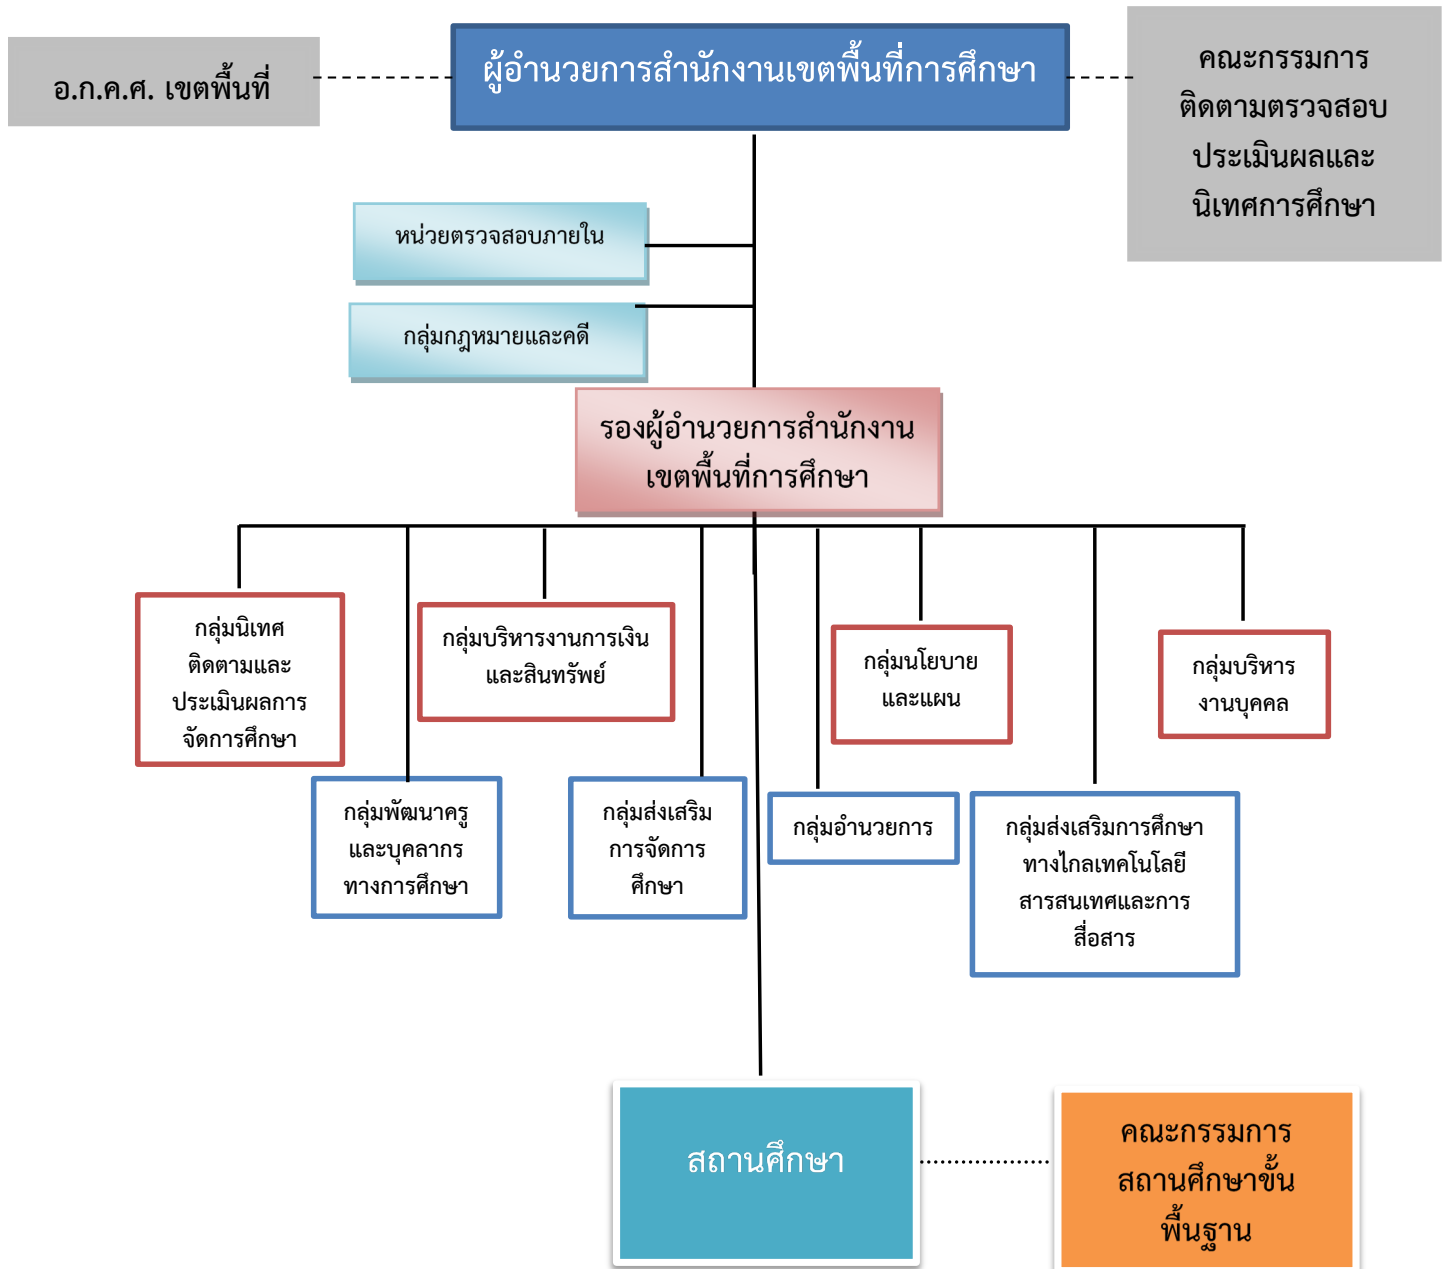 ผู้อำนวยการสำนักงานเขตพื้นที่การศึกษา
อ.ก.ค.ศ. เขตพื้นที่
คณะกรรมการ
ติดตามตรวจสอบ
ประเมินผลและ
นิเทศการศึกษา
หน่วยตรวจสอบภายใน
กลุ่มกฎหมายและคดี
รองผู้อำนวยการสำนักงาน
เขตพื้นที่การศึกษา
กลุ่มนิเทศ
ติดตามและ
ประเมินผลการ
จัดการศึกษา
กลุ่มบริหารงานการเงิน
และสินทรัพย์
กลุ่มนโยบาย
และแผน
กลุ่มบริหาร
งานบุคคล
กลุ่มพัฒนาครู
และบุคลากร
ทางการศึกษา
กลุ่มส่งเสริม
การจัดการ
ศึกษา
กลุ่มอำนวยการ
กลุ่มส่งเสริมการศึกษา
ทางไกลเทคโนโลยี
สารสนเทศและการ
สื่อสาร
สถานศึกษา
คณะกรรมการ
สถานศึกษาขั้น
พื้นฐาน